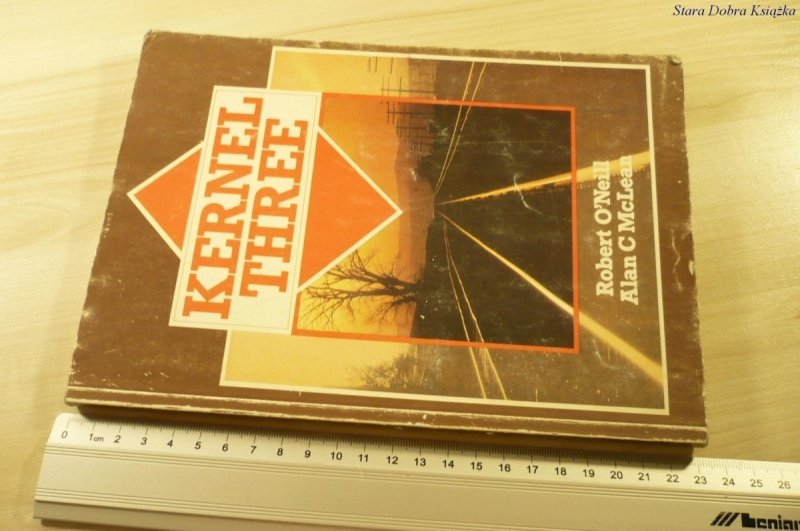 Stara Dobra Książka
KERNEL
THREE
Robert O'Neill
Alan C McLean
0 1cm 2 3 4 5 6 7 8 9 10 11 12 13 14 15 16 17 18 19 20 21 22 23 24 25 26